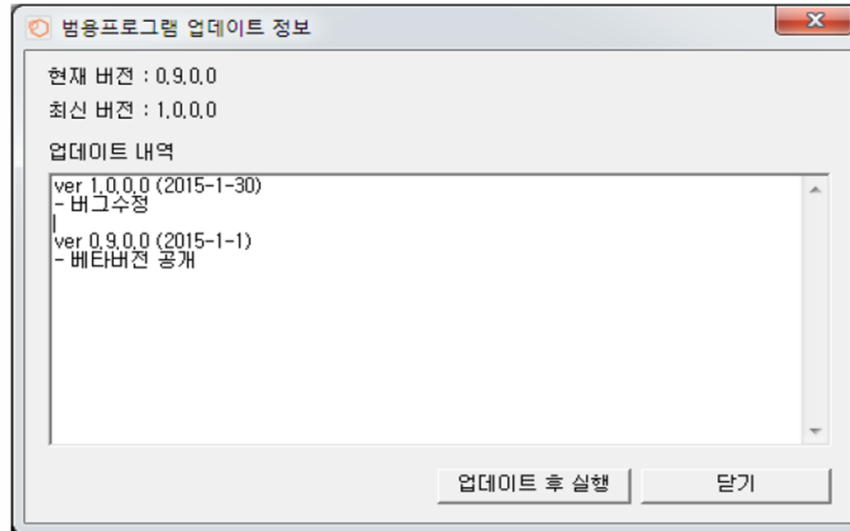 범용프로그램 업데이트 정보
현재 버전 : 0.9.0.0
최신 버전 : 1.0.0.0
업데이트 내역
ver 1.0.0.0 (2015-1-30)
- 버그수정
ver 0.9.0.0 (2015-1-1)
- 베타버전 공개
업데이트 후 실행 닫기